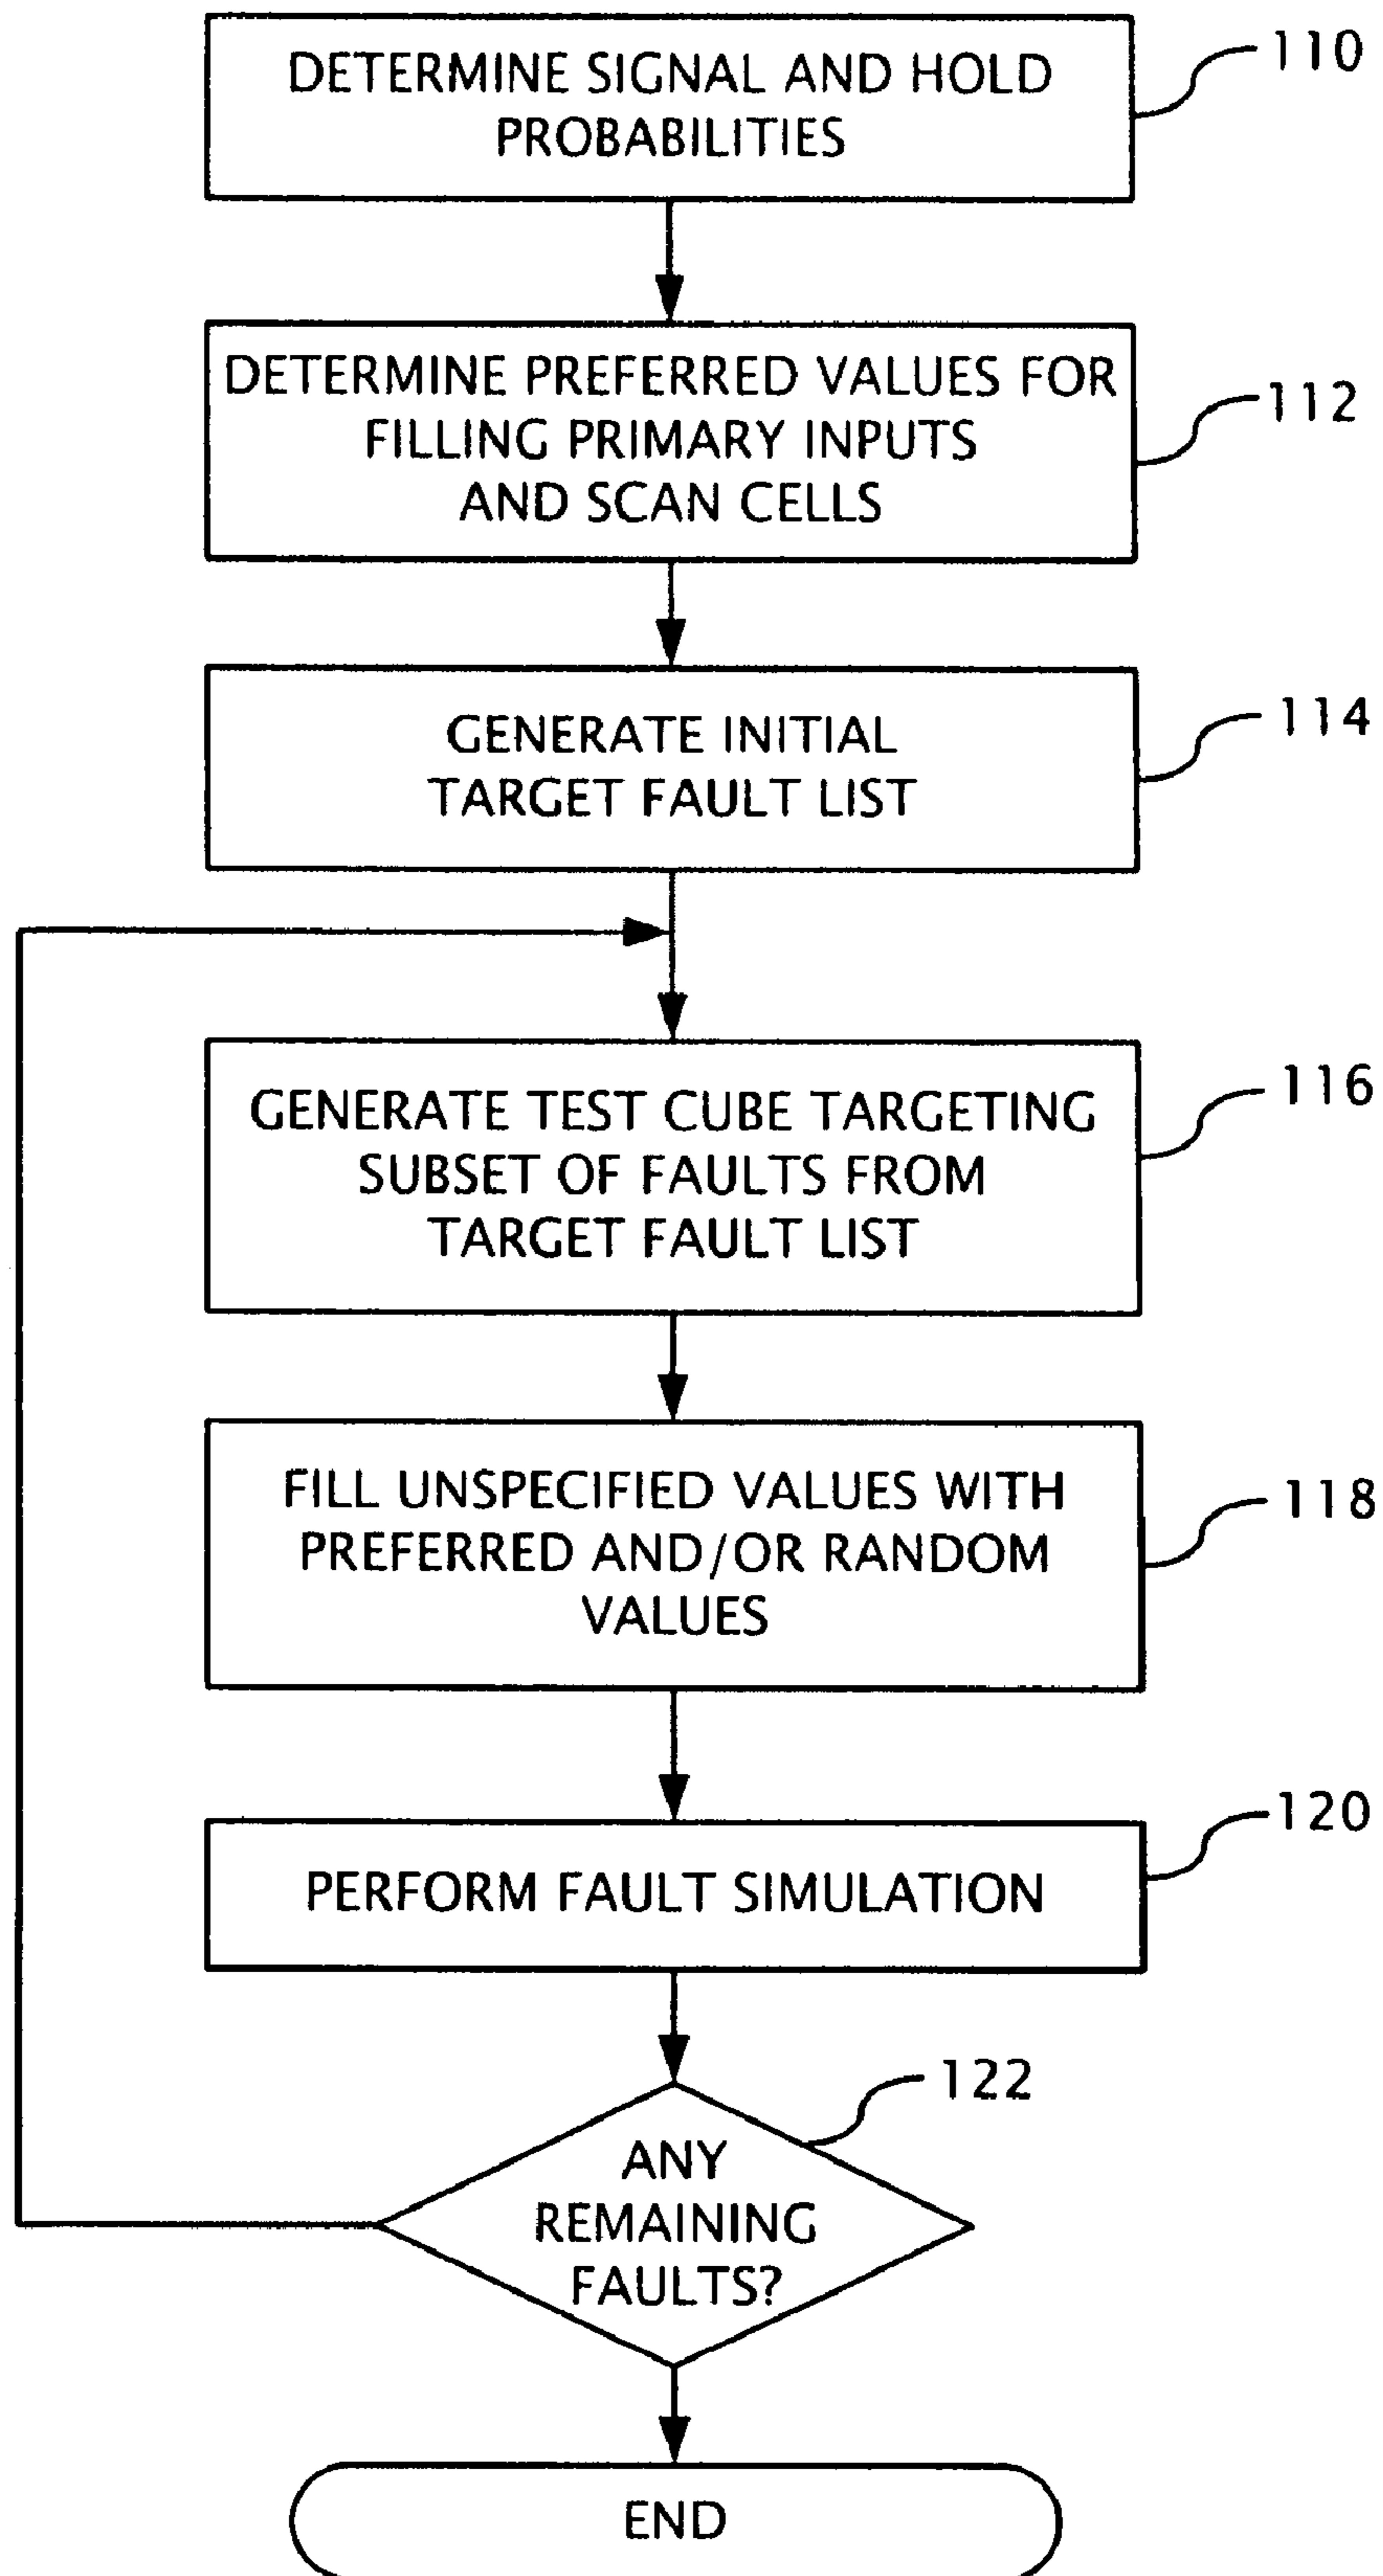 DETERMINE SIGNAL AND HOLD
PROBABILITIES
110
DETERMINE PREFERRED VALUES FOR
FILLING PRIMARY INPUTS
AND SCAN CELLS
112
GENERATE INITIAL
TARGET FAULT LIST
114
GENERATE TEST CUBE TARGETING
SUBSET OF FAULTS FROM
TARGET FAULT LIST
116
FILL UNSPECIFIED VALUES WITH
PREFERRED AND/OR RANDOM
VALUES
118
PERFORM FAULT SIMULATION
120
122
ANY
REMAINING
FAULTS?
END